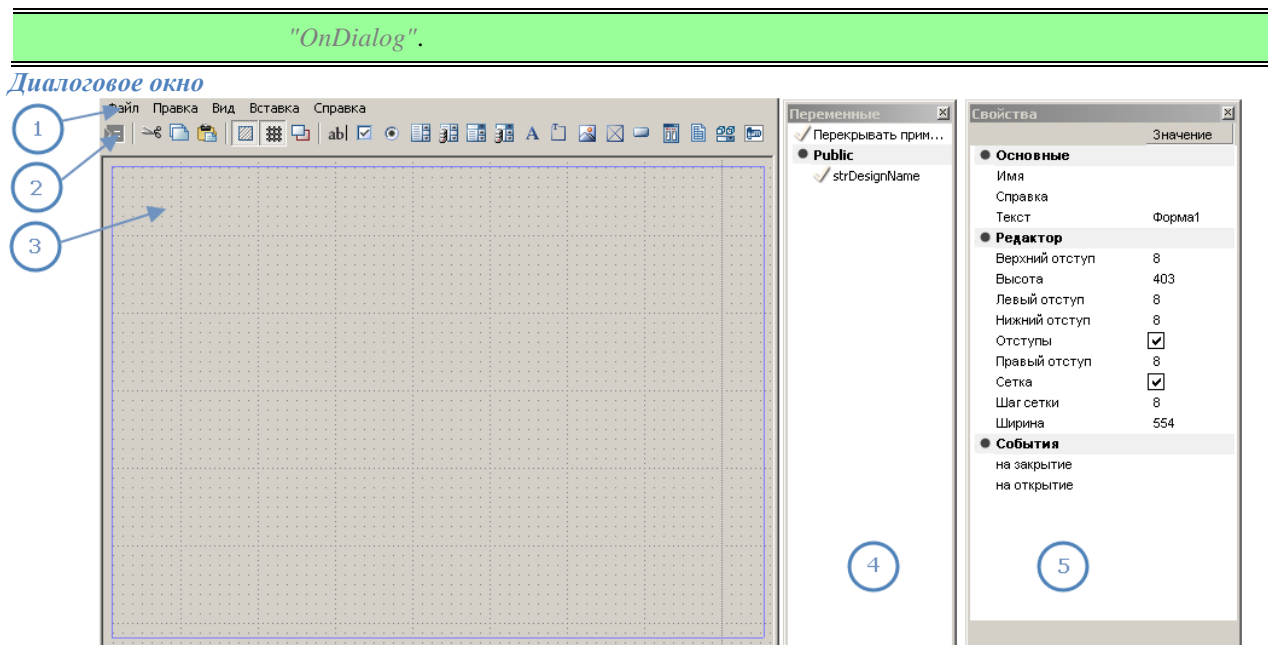 "OnDialog".
Диалоговое окно
Файл Правка Вид Вставка Справка
1
2
3
ab|
A
Переменные
Перекрывать прим...
Public
strDesignName
4
Свойства
Значение
Основные
Имя
Справка
Текст Форма1
Редактор
Верхний отступ 8
Высота 403
Левый отступ 8
Нижний отступ 8
Отступы
Правый отступ 8
Сетка
Шаг сетки 8
Ширина 554
События
на закрытие
на открытие
5